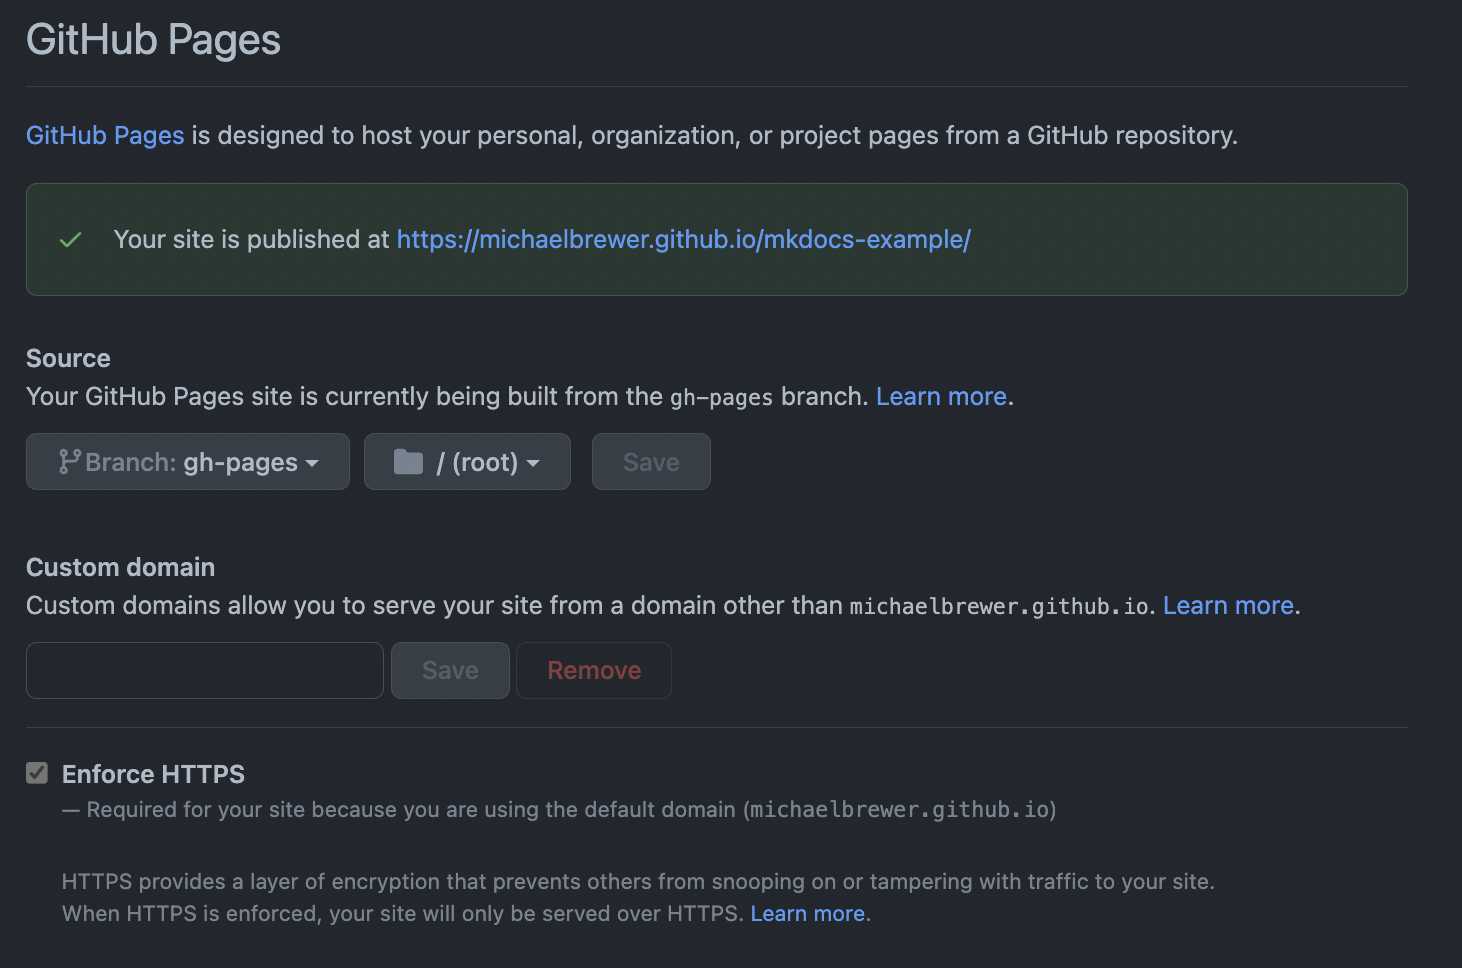 GitHub Pages
GitHub Pages is designed to host your personal, organization, or project pages from a GitHub repository.
Your site is published at https://michaelbrewer.github.io/mkdocs-example/
Source
Your GitHub Pages site is currently being built from the gh-pages branch. Learn more.
Branch: gh-pages / (root) Save
Custom domain
Custom domains allow you to serve your site from a domain other than michaelbrewer.github.io. Learn more.
Save Remove
Enforce HTTPS
— Required for your site because you are using the default domain (michaelbrewer.github.io)
HTTPS provides a layer of encryption that prevents others from snooping on or tampering with traffic to your site.
When HTTPS is enforced, your site will only be served over HTTPS. Learn more.